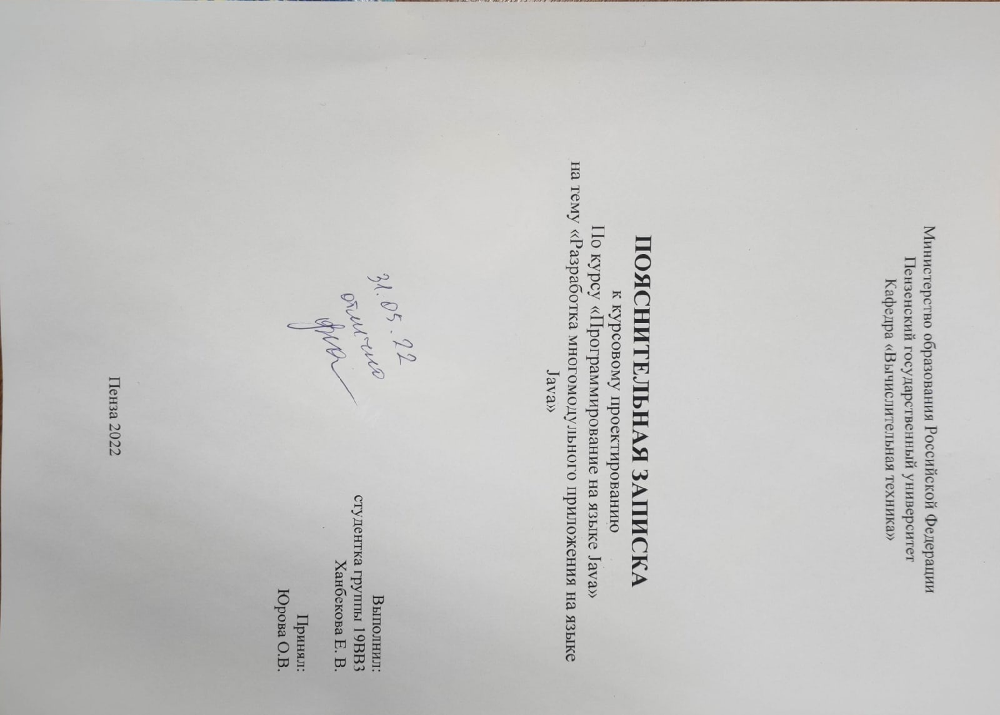 Министерство образования Российской Федерации
Пензенский государственный университет
Кафедра «Вычислительная техника»
ПОЯСНИТЕЛЬНАЯ ЗАПИСКА
к курсовому проектированию
По курсу «Программирование на языке Java»
на тему «Разработка многомодульного приложения на языке
Java»
31.05.22
отлично
Выполнил:
студентка группы 19ВВ3
Ханбекова Е. В.
Принял:
Юрова О.В.
Пенза 2022